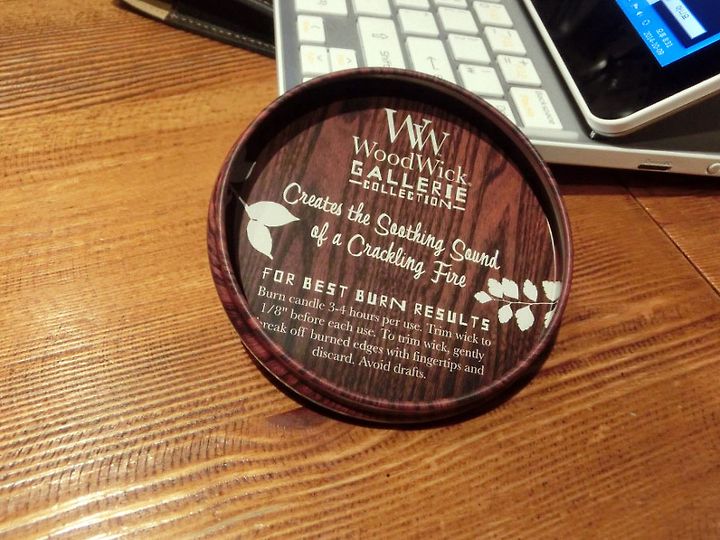 WW
WoodWick
GALLERIE
COLLECTION
Creates the Soothing Sound
of a Crackling Fire
FOR BEST BURN RESULTS
Burn candle 3-4 hours per use. Trim wick to
1/8" before each use. To trim wick, gently
break off burned edges with fingertips and
discard. Avoid drafts.